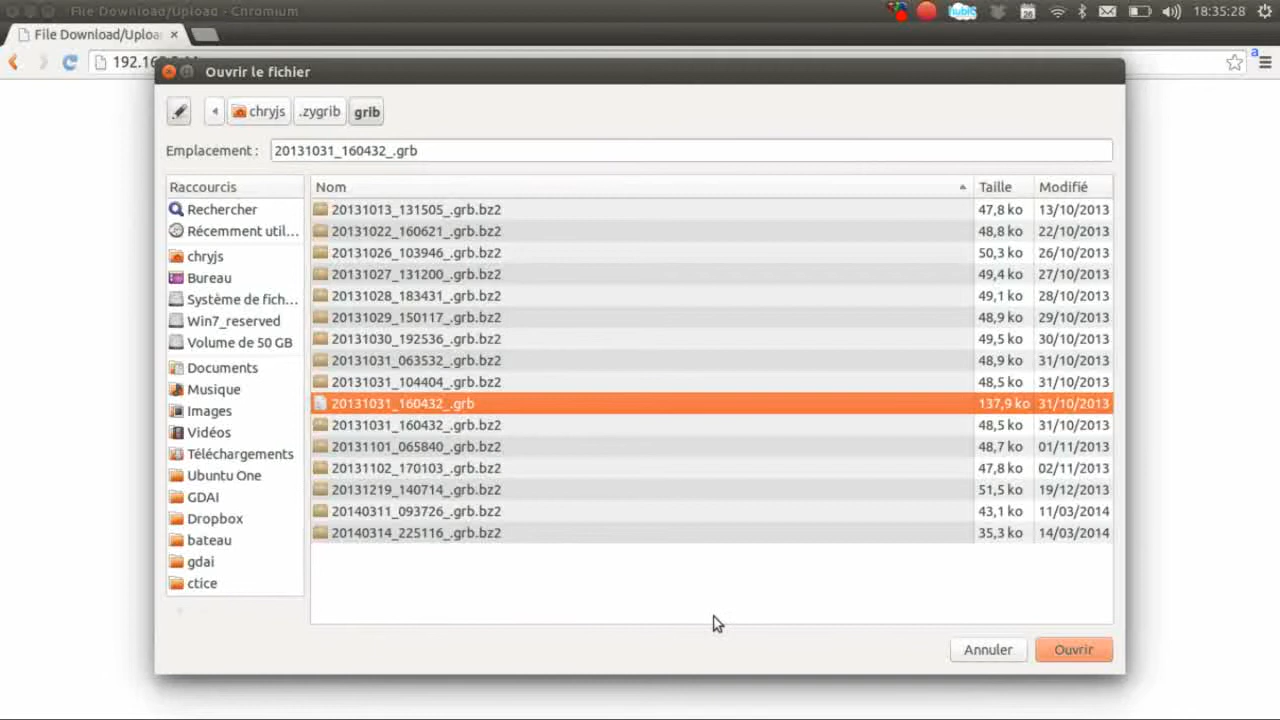 File Download/Upload - Chromium
hubiC
26
18:35:28
File Download/Uploa
192.16
a
Ouvrir le fichier
chryjs
.zygrib
grib
Emplacement :
20131031_160432_.grb
Raccourcis
Rechercher
Récemment util...
chryjs
Bureau
Système de fich...
Win7_reserved
Volume de 50 GB
Documents
Musique
Images
Vidéos
Téléchargements
Ubuntu One
GDAI
Dropbox
bateau
gdai
ctice
Nom Taille Modifié
20131013_131505_.grb.bz2 47,8 ko 13/10/2013
20131022_160621_.grb.bz2 48,8 ko 22/10/2013
20131026_103946_.grb.bz2 50,3 ko 26/10/2013
20131027_131200_.grb.bz2 49,4 ko 27/10/2013
20131028_183431_.grb.bz2 49,1 ko 28/10/2013
20131029_150117_.grb.bz2 48,9 ko 29/10/2013
20131030_192536_.grb.bz2 49,5 ko 30/10/2013
20131031_063532_.grb.bz2 48,9 ko 31/10/2013
20131031_104404_.grb.bz2 48,5 ko 31/10/2013
20131031_160432_.grb 137,9 ko 31/10/2013
20131031_160432_.grb.bz2 48,5 ko 31/10/2013
20131101_065840_.grb.bz2 48,7 ko 01/11/2013
20131102_170103_.grb.bz2 47,8 ko 02/11/2013
20131219_140714_.grb.bz2 51,5 ko 19/12/2013
20140311_093726_.grb.bz2 43,1 ko 11/03/2014
20140314_225116_.grb.bz2 35,3 ko 14/03/2014
Annuler
Ouvrir